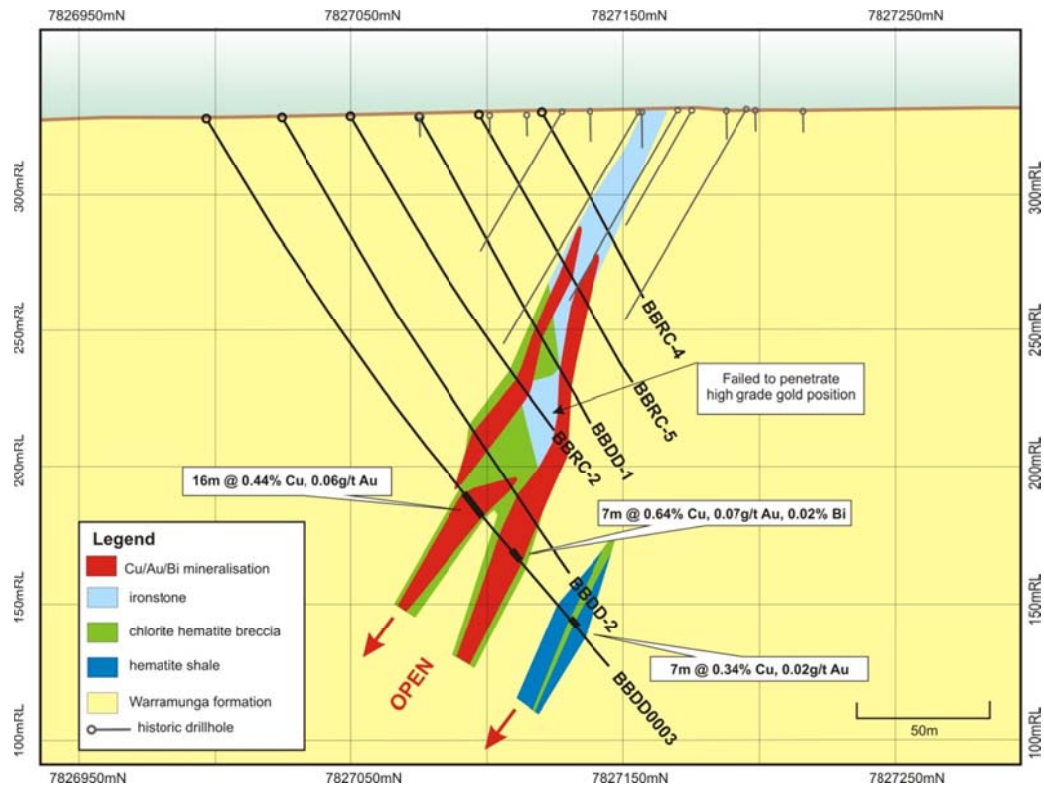 7826950mN 7827050mN 7827150mN 7827250mN
300mRL
300mRL
250mRL
250mRL
BBRC-4
Failed to penetrate
high grade gold position
BBRC-5
BBDD-1
BBRC-2
200mRL
200mRL
16m @ 0.44% Cu, 0.06g/t Au
7m @ 0.64% Cu, 0.07g/t Au, 0.02% Bi
Legend
Cu/Au/Bi mineralisation
ironstone
chlorite hematite breccia
hematite shale
Warramunga formation
historic drillhole
150mRL
150mRL
BBDD-2
OPEN
7m @ 0.34% Cu, 0.02g/t Au
BBDD0003
50m
100mRL
100mRL
7826950mN 7827050mN 7827150mN 7827250mN